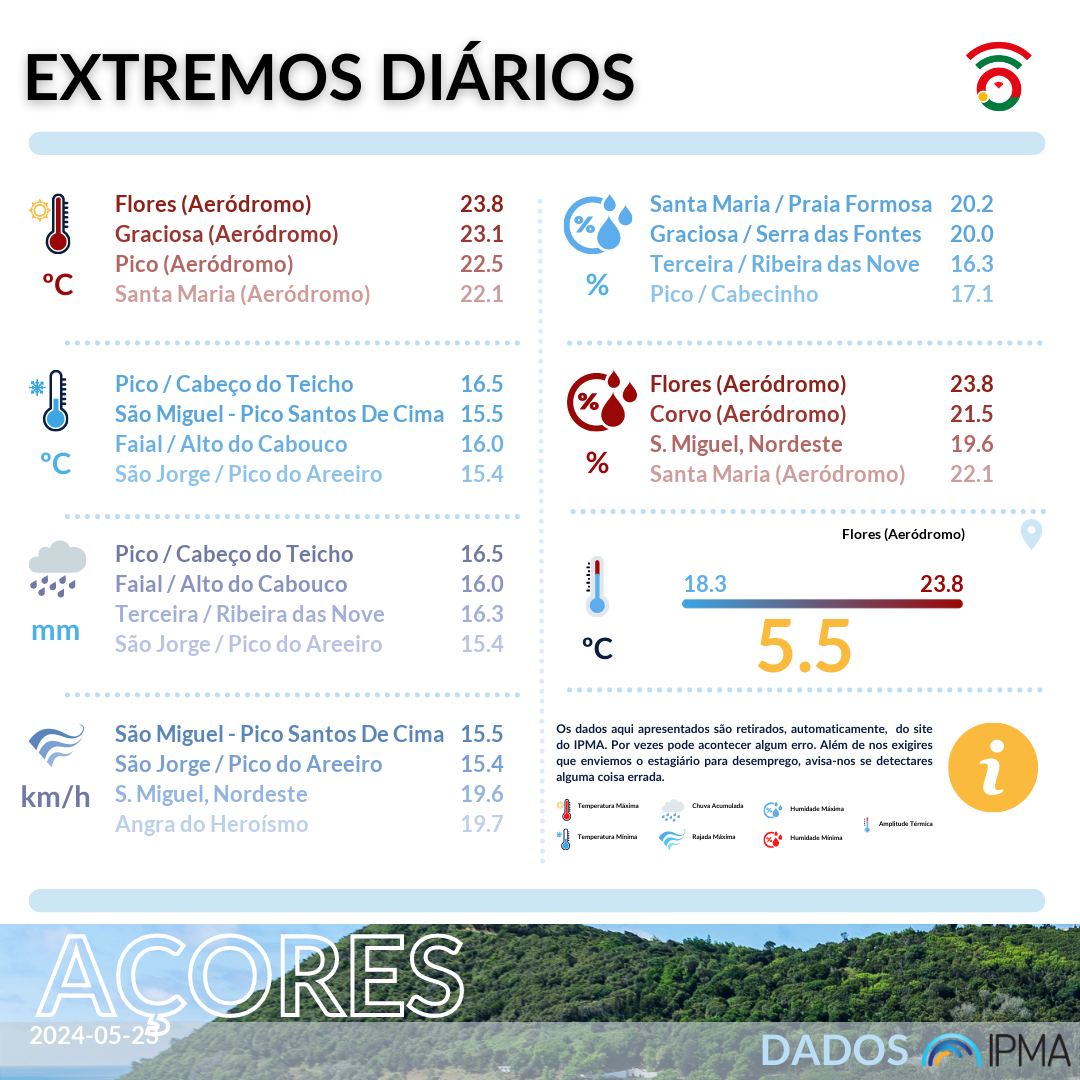 EXTREMOS DIÁRIOS
Flores (Aeródromo) 23.8
Graciosa (Aeródromo) 23.1
Pico (Aeródromo) 22.5
Santa Maria (Aeródromo) 22.1
ºC
Pico / Cabeço do Teicho 16.5
São Miguel - Pico Santos De Cima 15.5
Faial / Alto do Cabouco 16.0
São Jorge / Pico do Areeiro 15.4
ºC
Pico / Cabeço do Teicho 16.5
Faial / Alto do Cabouco 16.0
Terceira / Ribeira das Nove 16.3
São Jorge / Pico do Areeiro 15.4
mm
São Miguel - Pico Santos De Cima 15.5
São Jorge / Pico do Areeiro 15.4
S. Miguel, Nordeste 19.6
Angra do Heroísmo 19.7
km/h
%
Santa Maria / Praia Formosa 20.2
Graciosa / Serra das Fontes 20.0
Terceira / Ribeira das Nove 16.3
Pico / Cabecinho 17.1
%
%
Flores (Aeródromo) 23.8
Corvo (Aeródromo) 21.5
S. Miguel, Nordeste 19.6
Santa Maria (Aeródromo) 22.1
%
Flores (Aeródromo)
18.3 23.8
5.5
ºC
Os dados aqui apresentados são retirados, automaticamente, do site
do IPMA. Por vezes pode acontecer algum erro. Além de nos exigires
que enviemos o estagiário para desemprego, avisa-nos se detectares
alguma coisa errada.
i
Temperatura Máxima
Chuva Acumulada
Humidade Máxima
Amplitude Térmica
Temperatura Mínima
Rajada Máxima
Humidade Mínima
AÇORES
2024-05-25
DADOS IPMA